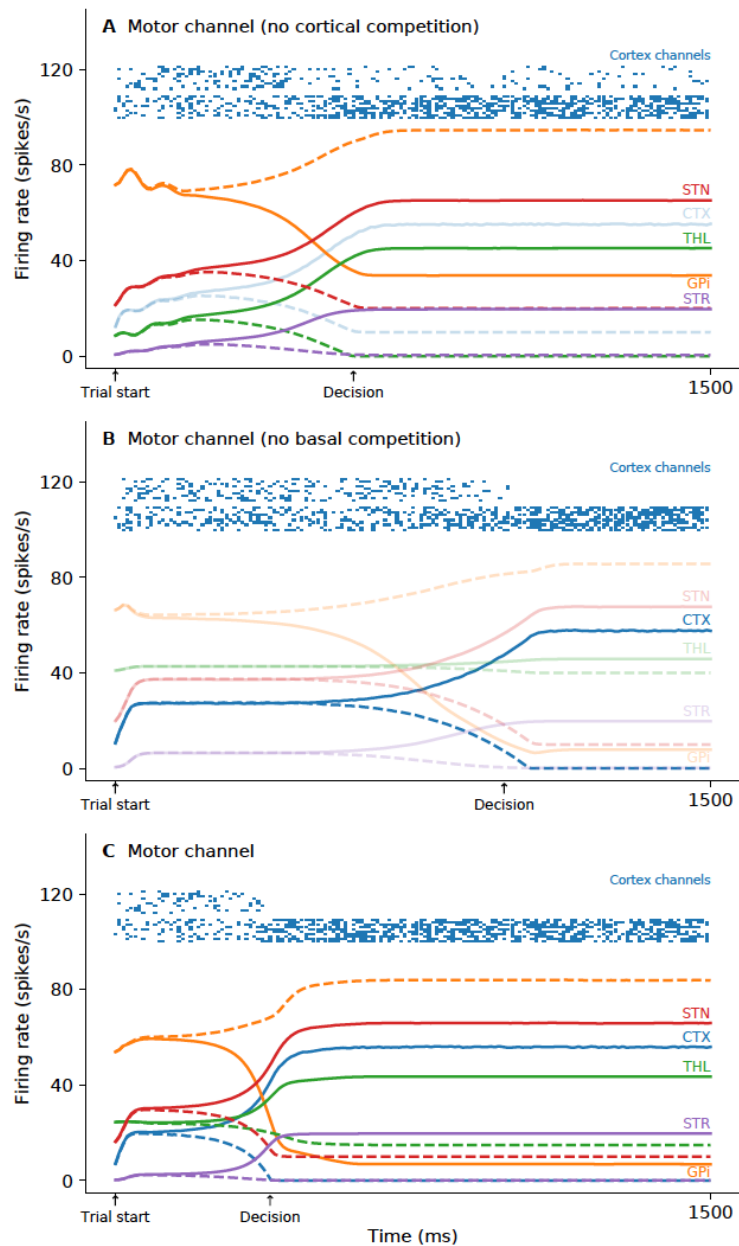 A Motor channel (no cortical competition)
Cortex channels
120
80
40
0
Firing rate (spikes/s)
STN
CTX
THL
GPi
STR
↑ ↑
Trial start Decision 1500
B Motor channel (no basal competition)
Cortex channels
120
80
40
0
Firing rate (spikes/s)
STN
CTX
THL
STR
GPi
↑ ↑
Trial start Decision 1500
C Motor channel
Cortex channels
120
80
40
0
Firing rate (spikes/s)
STN
CTX
THL
STR
GPi
↑ ↑
Trial start Decision 1500
Time (ms)